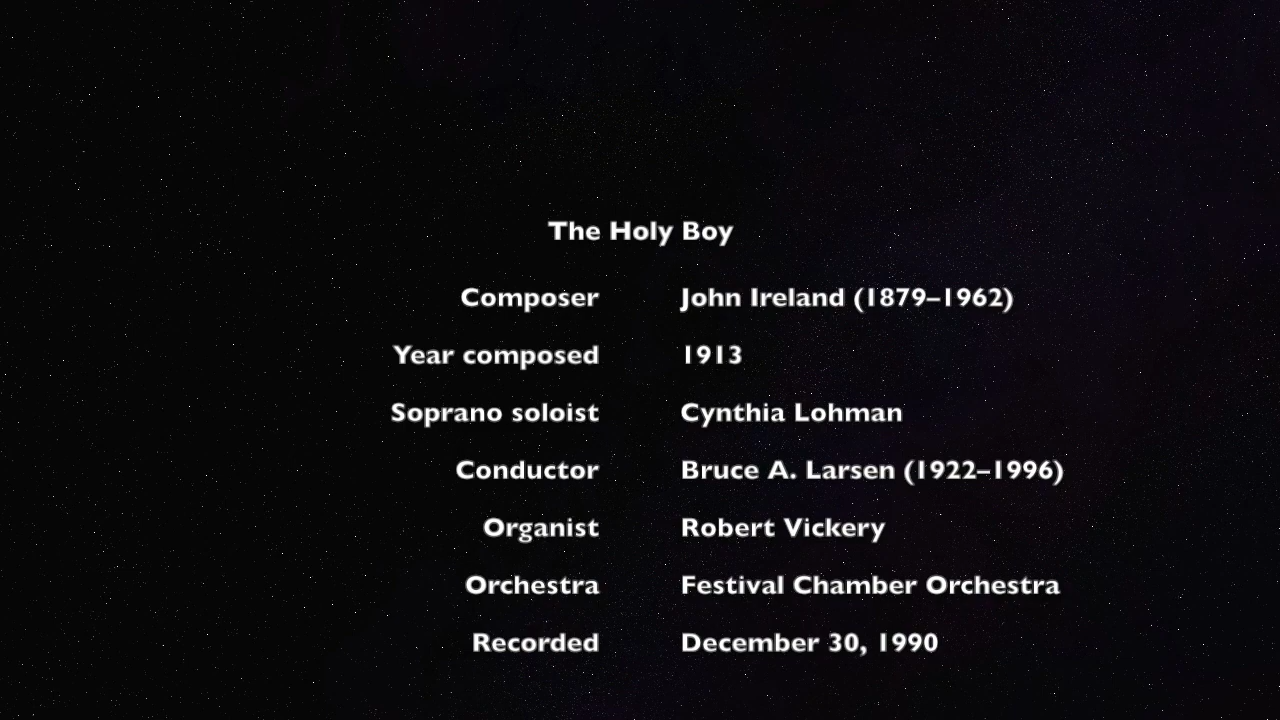 The Holy Boy
Composer John Ireland (1879–1962)
Year composed 1913
Soprano soloist Cynthia Lohman
Conductor Bruce A. Larsen (1922–1996)
Organist Robert Vickery
Orchestra Festival Chamber Orchestra
Recorded December 30, 1990